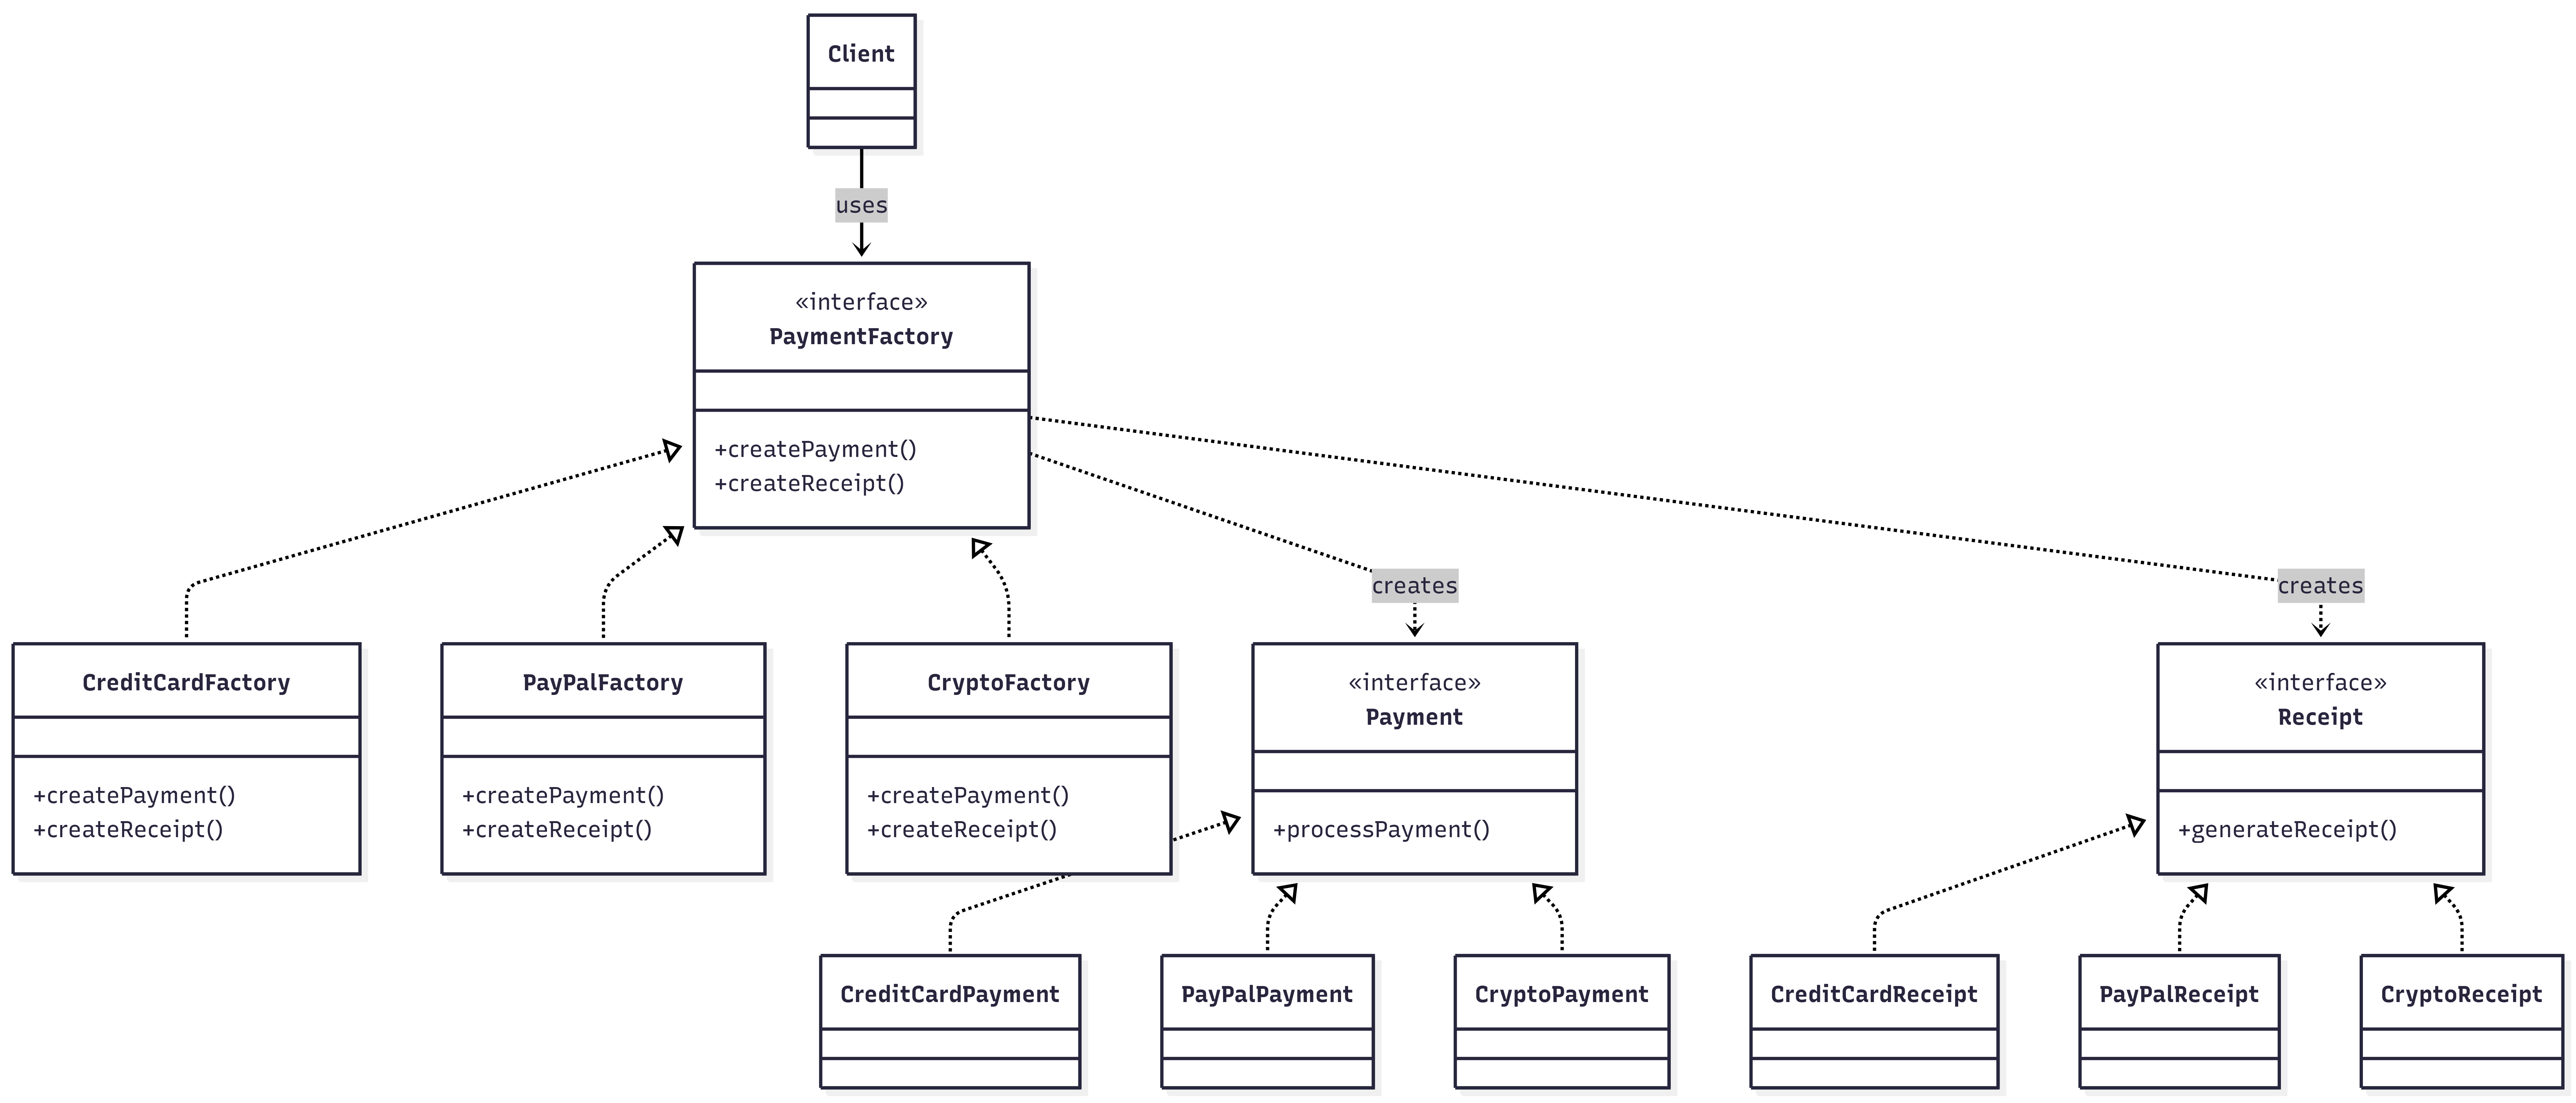 Client
uses
«interface»
PaymentFactory
+createPayment()
+createReceipt()
creates
creates
CreditCardFactory
+createPayment()
+createReceipt()
PayPalFactory
+createPayment()
+createReceipt()
CryptoFactory
+createPayment()
+createReceipt()
«interface»
Payment
+processPayment()
«interface»
Receipt
+generateReceipt()
CreditCardPayment
PayPalPayment
CryptoPayment
CreditCardReceipt
PayPalReceipt
CryptoReceipt